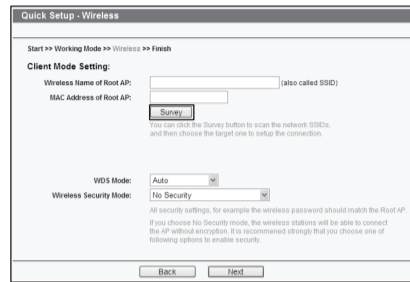 Quick Setup - Wireless
Start >> Working Mode >> Wireless >> Finish
Client Mode Setting:
Wireless Name of Root AP: (also called SSID)
MAC Address of Root AP:
Survey
You can click the Survey button to scan the network SSIDs,
and then choose the target one to setup the connection.
WDS Mode: Auto
Wireless Security Mode: No Security
All security settings, for example the wireless password should match the Root AP.
If you choose No Security mode, the wireless stations will be able to connect
the AP without encryption. It is recommened strongly that you choose one of
following options to enable security.
Back Next